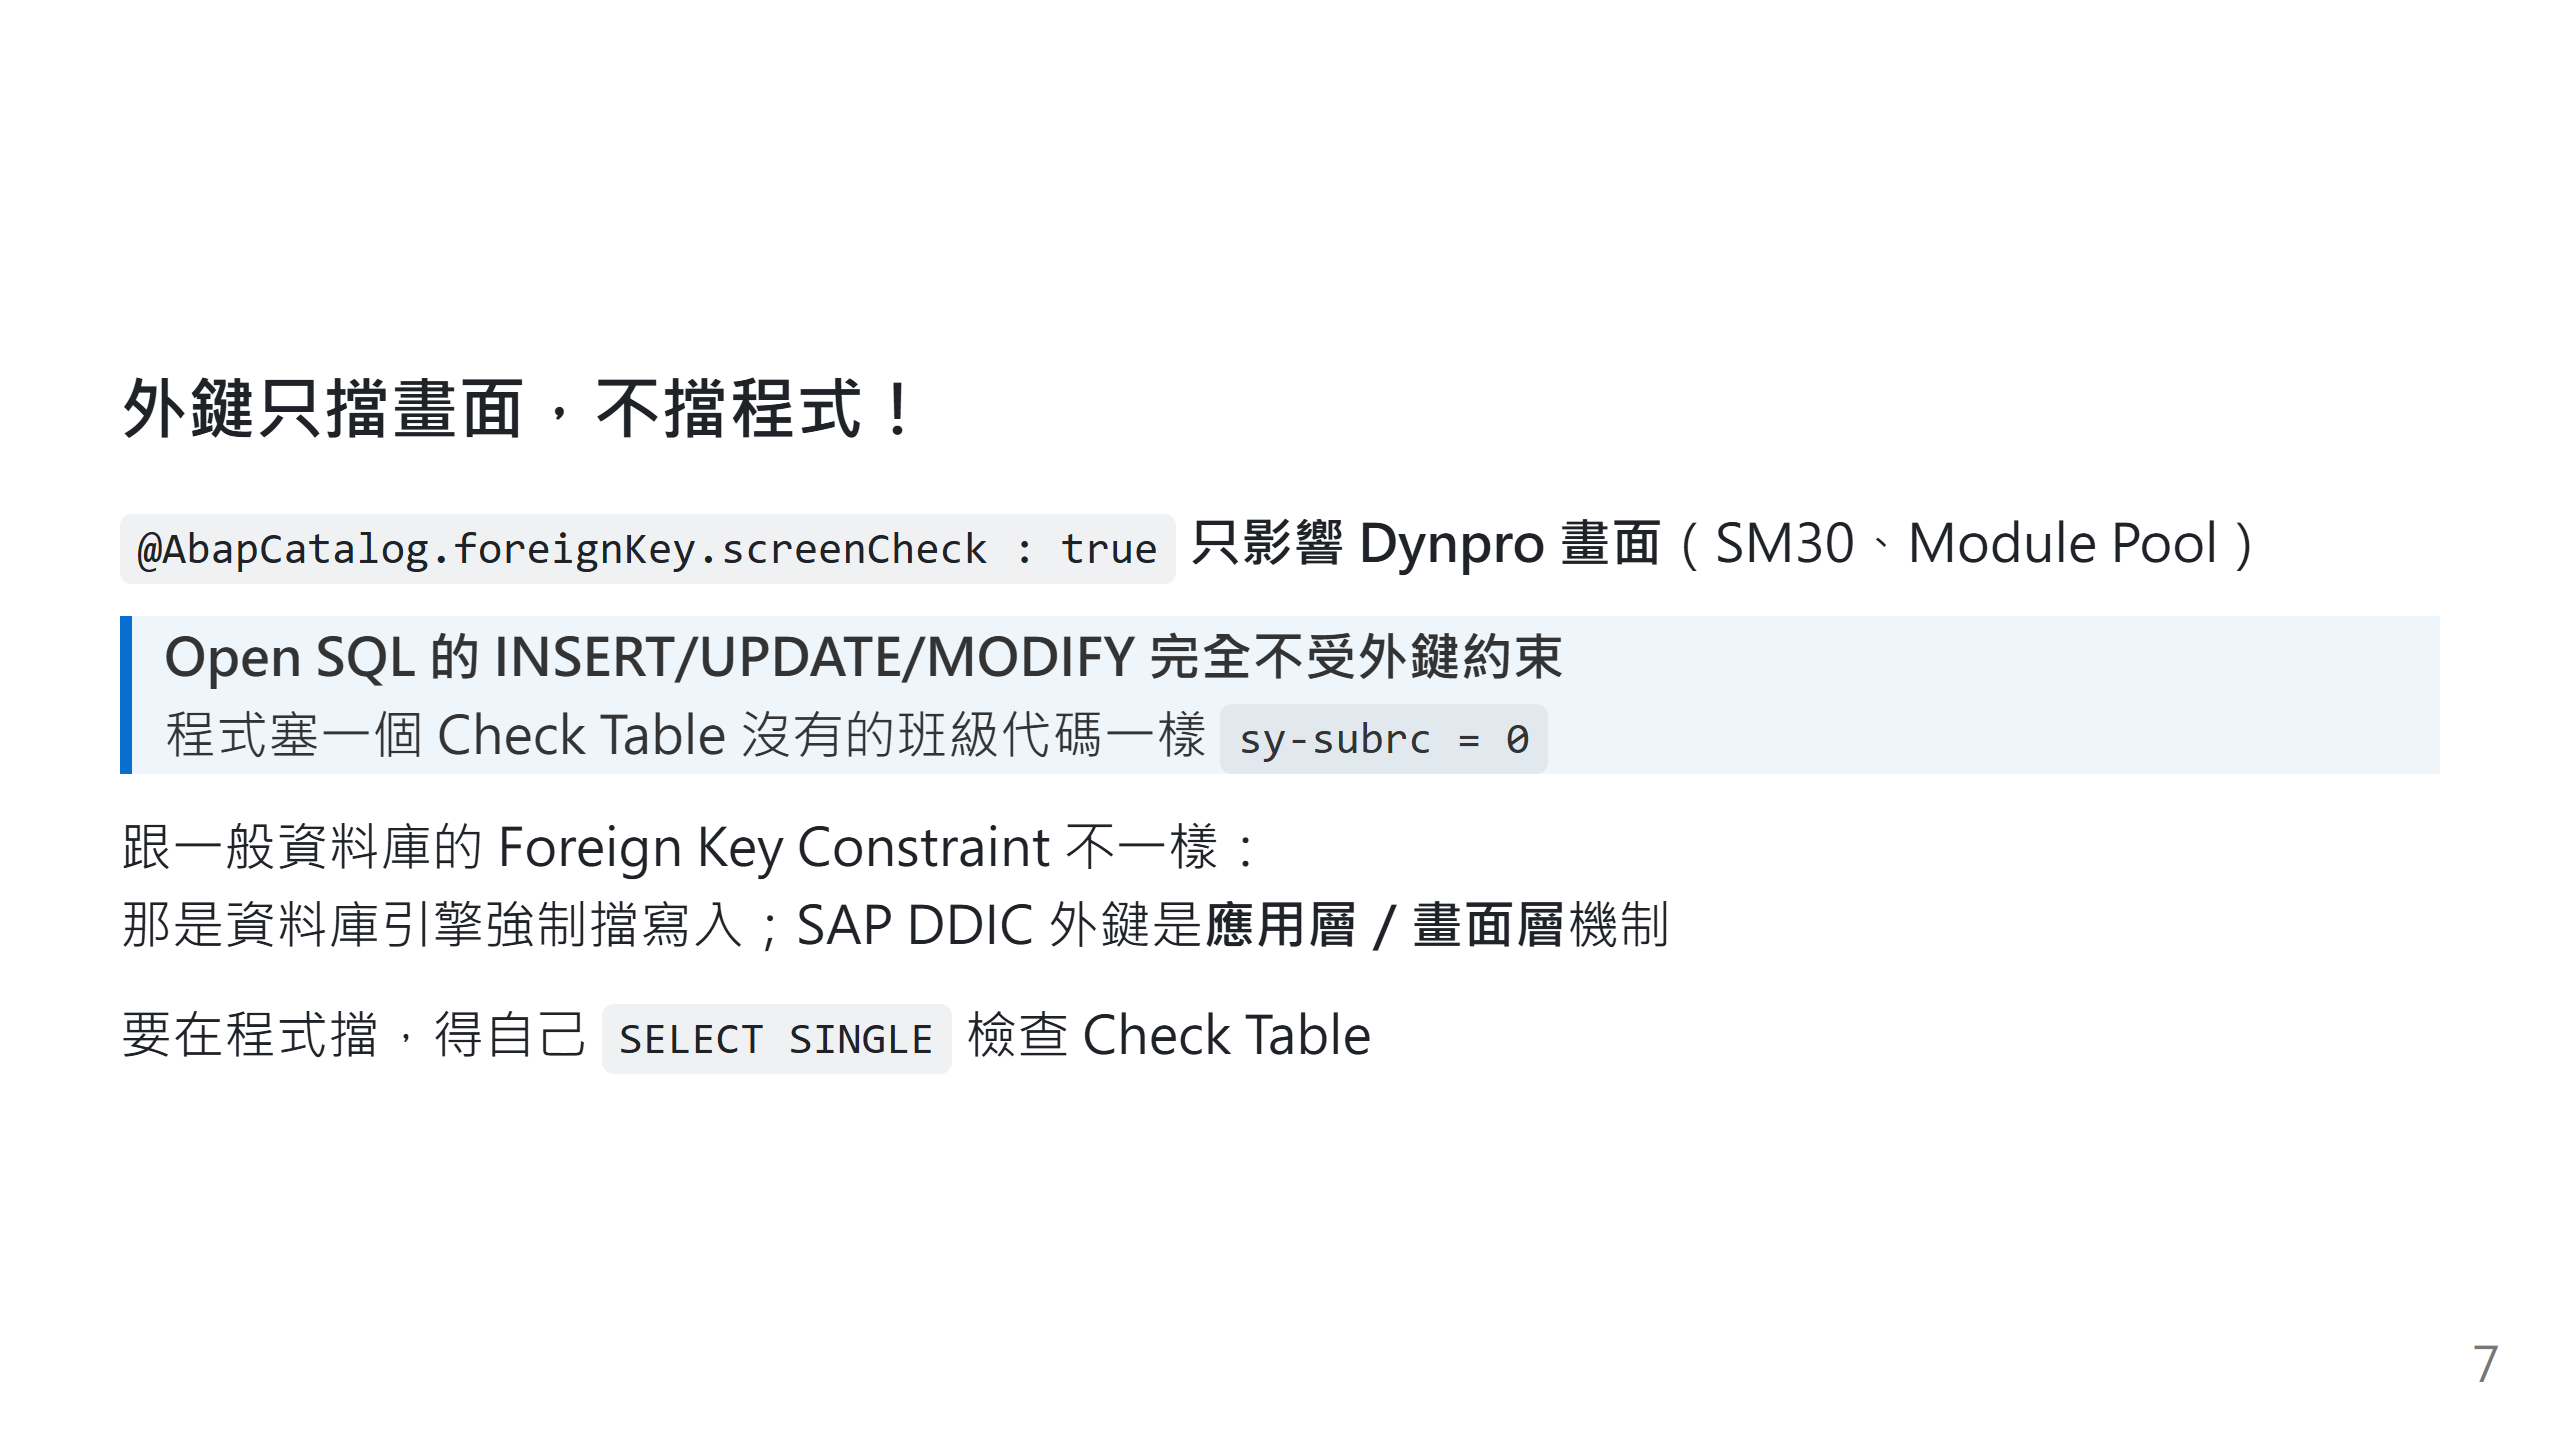 外鍵只擋畫面，不擋程式！
@AbapCatalog.foreignKey.screenCheck : true 只影響 Dynpro 畫面（SM30、Module Pool）
Open SQL 的 INSERT/UPDATE/MODIFY 完全不受外鍵約束
程式塞一個 Check Table 沒有的班級代碼一樣 sy-subrc = 0
跟一般資料庫的 Foreign Key Constraint 不一樣：
那是資料庫引擎強制擋寫入；SAP DDIC 外鍵是應用層 / 畫面層機制
要在程式擋，得自己 SELECT SINGLE 檢查 Check Table
7